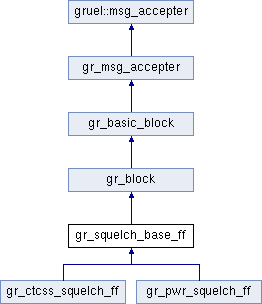 gruel::msg_accepter
gr_msg_accepter
gr_basic_block
gr_block
gr_squelch_base_ff
gr_ctcss_squelch_ff
gr_pwr_squelch_ff